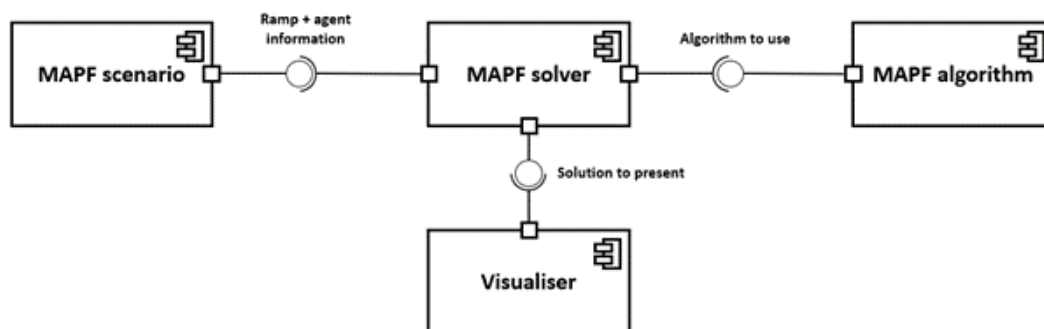 Ramp + agent
information
Algorithm to use
MAPF scenario
MAPF solver
MAPF algorithm
Solution to present
Visualiser